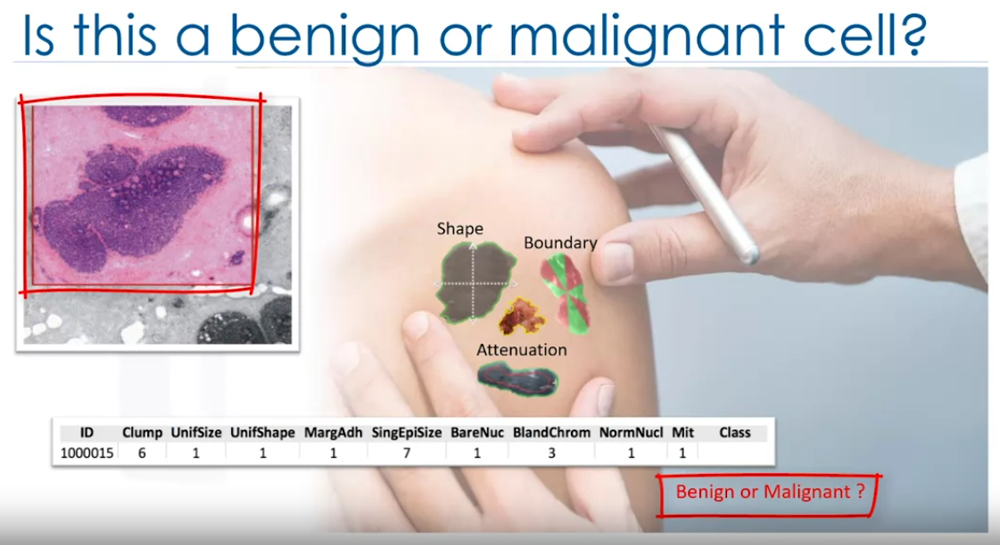 Is this a benign or malignant cell?
Shape
Boundary
Attenuation
ID Clump UnifSize UnifShape MargAdh SingEpiSize BareNuc BlandChrom NormNucl Mit Class
1000015 6 1 1 1 7 1 3 1 1
Benign or Malignant ?